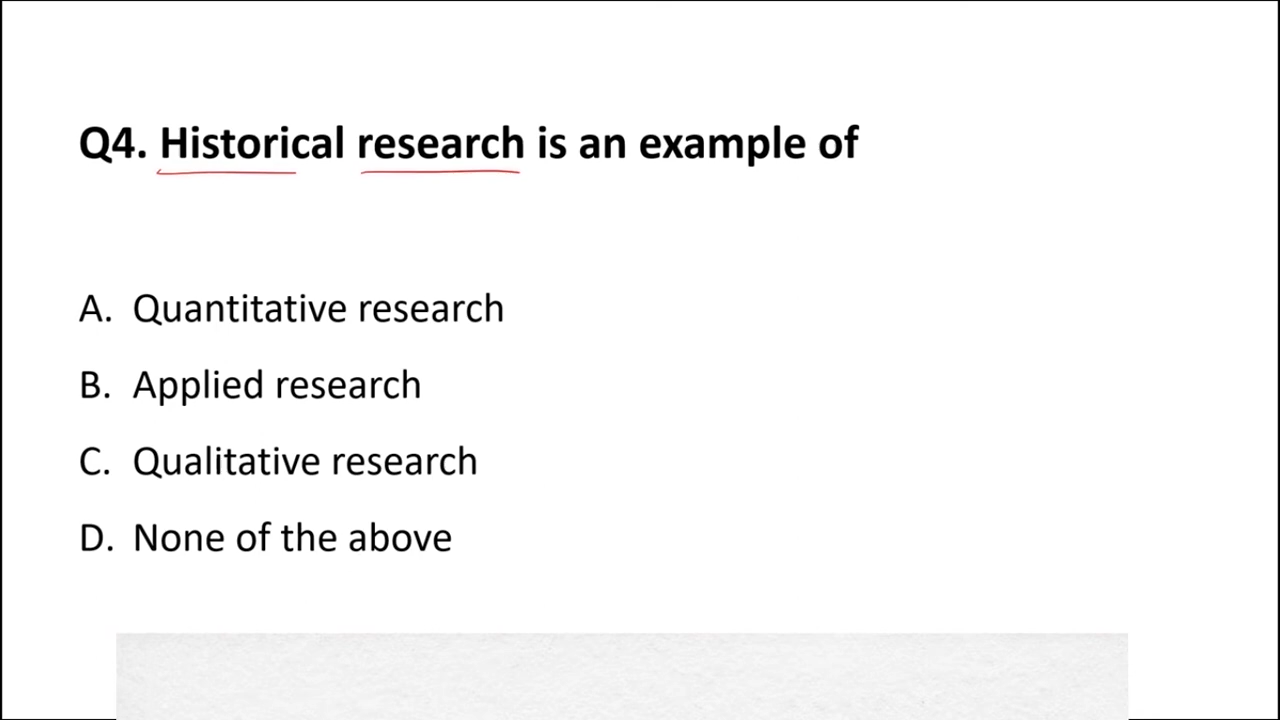 Q4. Historical research is an example of
A. Quantitative research
B. Applied research
C. Qualitative research
D. None of the above